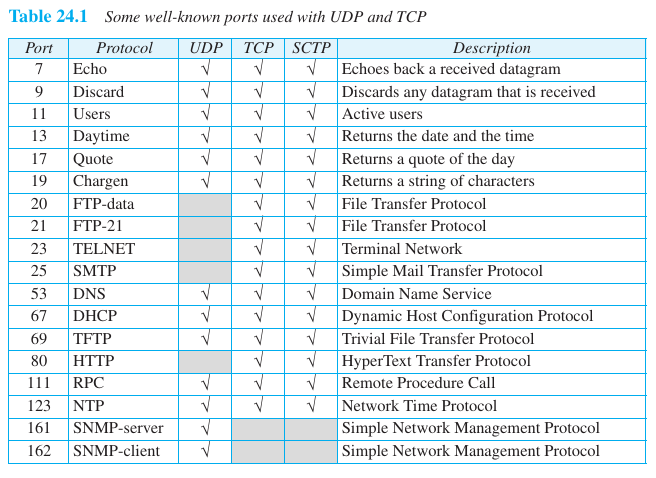 Table 24.1 Some well-known ports used with UDP and TCP
Port Protocol UDP TCP SCTP Description
7 Echo √ √ √ Echoes back a received datagram
9 Discard √ √ √ Discards any datagram that is received
11 Users √ √ √ Active users
13 Daytime √ √ √ Returns the date and the time
17 Quote √ √ √ Returns a quote of the day
19 Chargen √ √ √ Returns a string of characters
20 FTP-data √ √ File Transfer Protocol
21 FTP-21 √ √ File Transfer Protocol
23 TELNET √ √ Terminal Network
25 SMTP √ √ Simple Mail Transfer Protocol
53 DNS √ √ √ Domain Name Service
67 DHCP √ √ √ Dynamic Host Configuration Protocol
69 TFTP √ √ √ Trivial File Transfer Protocol
80 HTTP √ √ HyperText Transfer Protocol
111 RPC √ √ √ Remote Procedure Call
123 NTP √ √ √ Network Time Protocol
161 SNMP-server √ Simple Network Management Protocol
162 SNMP-client √ Simple Network Management Protocol